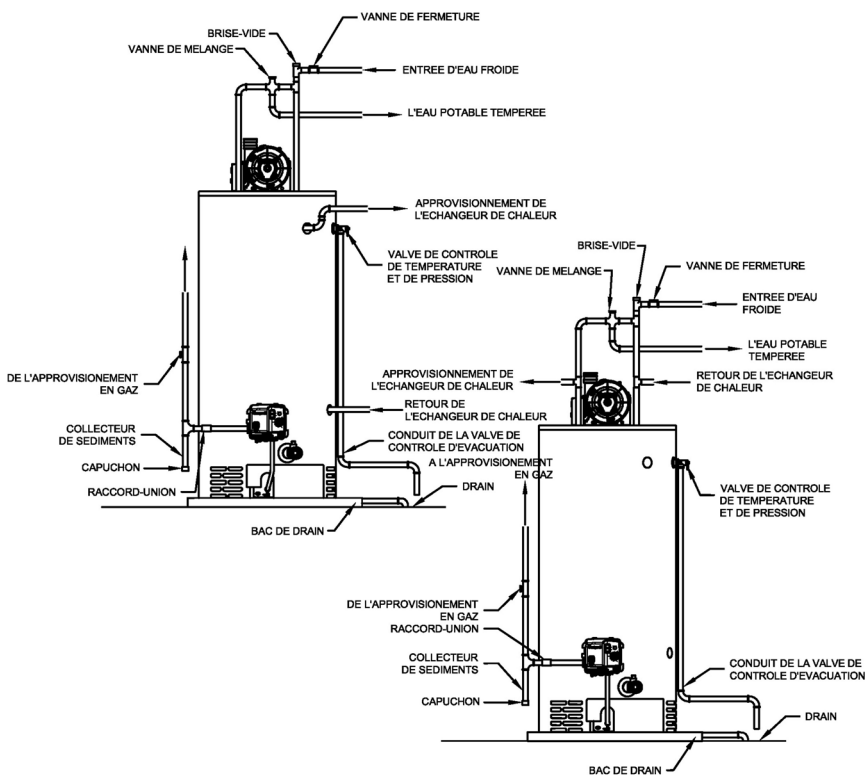 VANNE DE FERMETURE
BRISE-VIDE
VANNE DE MELANGE
ENTREE D'EAU FROIDE
L'EAU POTABLE TEMPEREE
APPROVISIONNEMENT DE
L'ECHANGEUR DE CHALEUR
VALVE DE CONTROLE
DE TEMPERATURE
ET DE PRESSION
DE L'APPROVISIONEMENT
EN GAZ
RETOUR DE
L'ECHANGEUR DE CHALEUR
COLLECTEUR
DE SEDIMENTS
CONDUIT DE LA VALVE DE
CONTROLE D'EVACUATION
CAPUCHON
RACCORD-UNION
DRAIN
BAC DE DRAIN
BRISE-VIDE
VANNE DE MELANGE
VANNE DE FERMETURE
ENTREE D'EAU
FROIDE
L'EAU POTABLE
TEMPEREE
APPROVISIONNEMENT DE
L'ECHANGEUR DE CHALEUR
RETOUR DE L'ECHANGEUR
DE CHALEUR
A L'APPROVISIONEMENT
EN GAZ
VALVE DE CONTROLE
DE TEMPERATURE
ET DE PRESSION
DE L'APPROVISIONEMENT
EN GAZ
RACCORD-UNION
COLLECTEUR
DE SEDIMENTS
CAPUCHON
CONDUIT DE LA VALVE DE
CONTROLE D'EVACUATION
DRAIN
BAC DE DRAIN